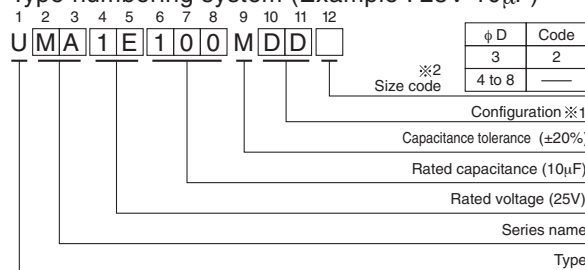 Type numbering system (Example : 25V 10μF)
1 2 3 4 5 6 7 8 9 10 11 12
U M A 1 E 1 0 0 M D D
φ D Code
3 2
4 to 8 —
※2
Size code
Configuration ※1
Capacitance tolerance (±20%)
Rated capacitance (10μF)
Rated voltage (25V)
Series name
Type